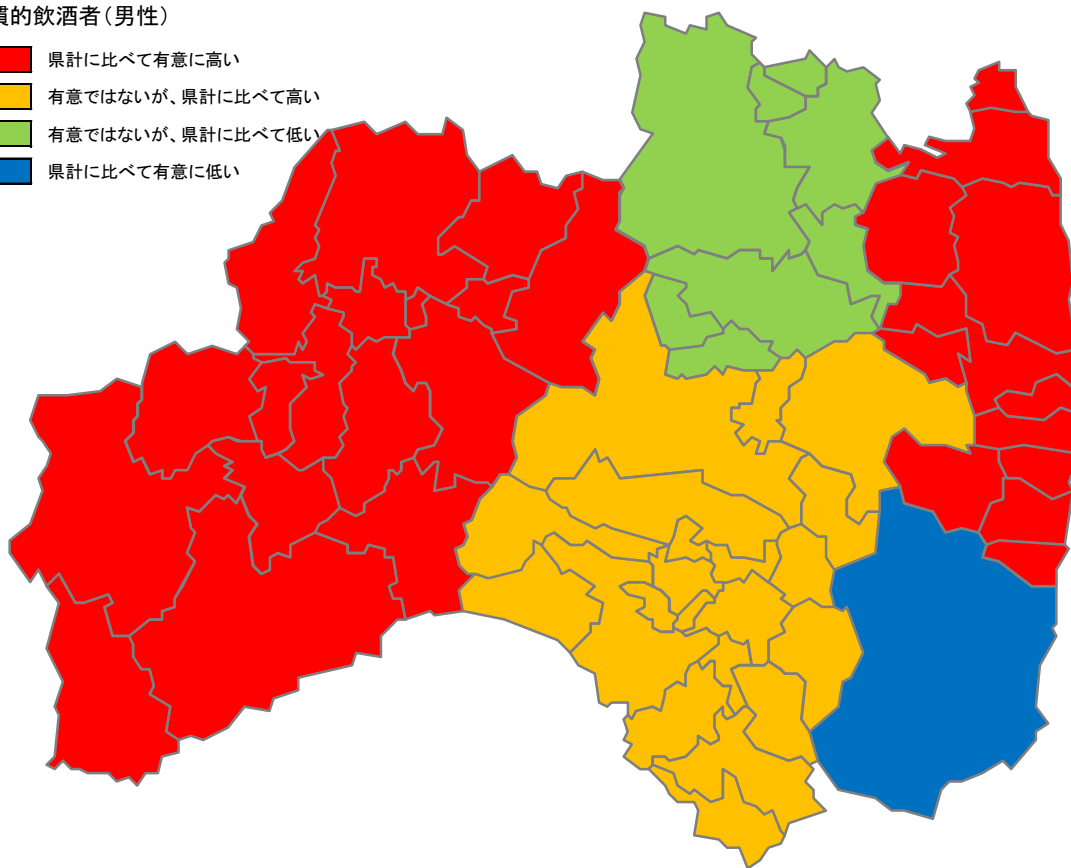 慣的飲酒者(男性)
県計に比べて有意に高い
有意ではないが、県計に比べて高い
有意ではないが、県計に比べて低い
県計に比べて有意に低い